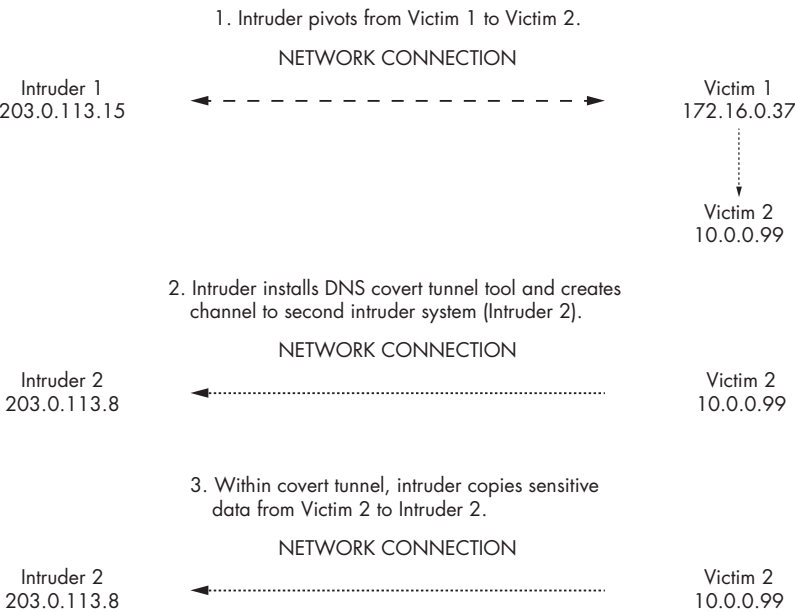 1. Intruder pivots from Victim 1 to Victim 2.
NETWORK CONNECTION
Intruder 1
203.0.113.15
Victim 1
172.16.0.37
Victim 2
10.0.0.99
2. Intruder installs DNS covert tunnel tool and creates
channel to second intruder system (Intruder 2).
NETWORK CONNECTION
Intruder 2
203.0.113.8
Victim 2
10.0.0.99
3. Within covert tunnel, intruder copies sensitive
data from Victim 2 to Intruder 2.
NETWORK CONNECTION
Intruder 2
203.0.113.8
Victim 2
10.0.0.99